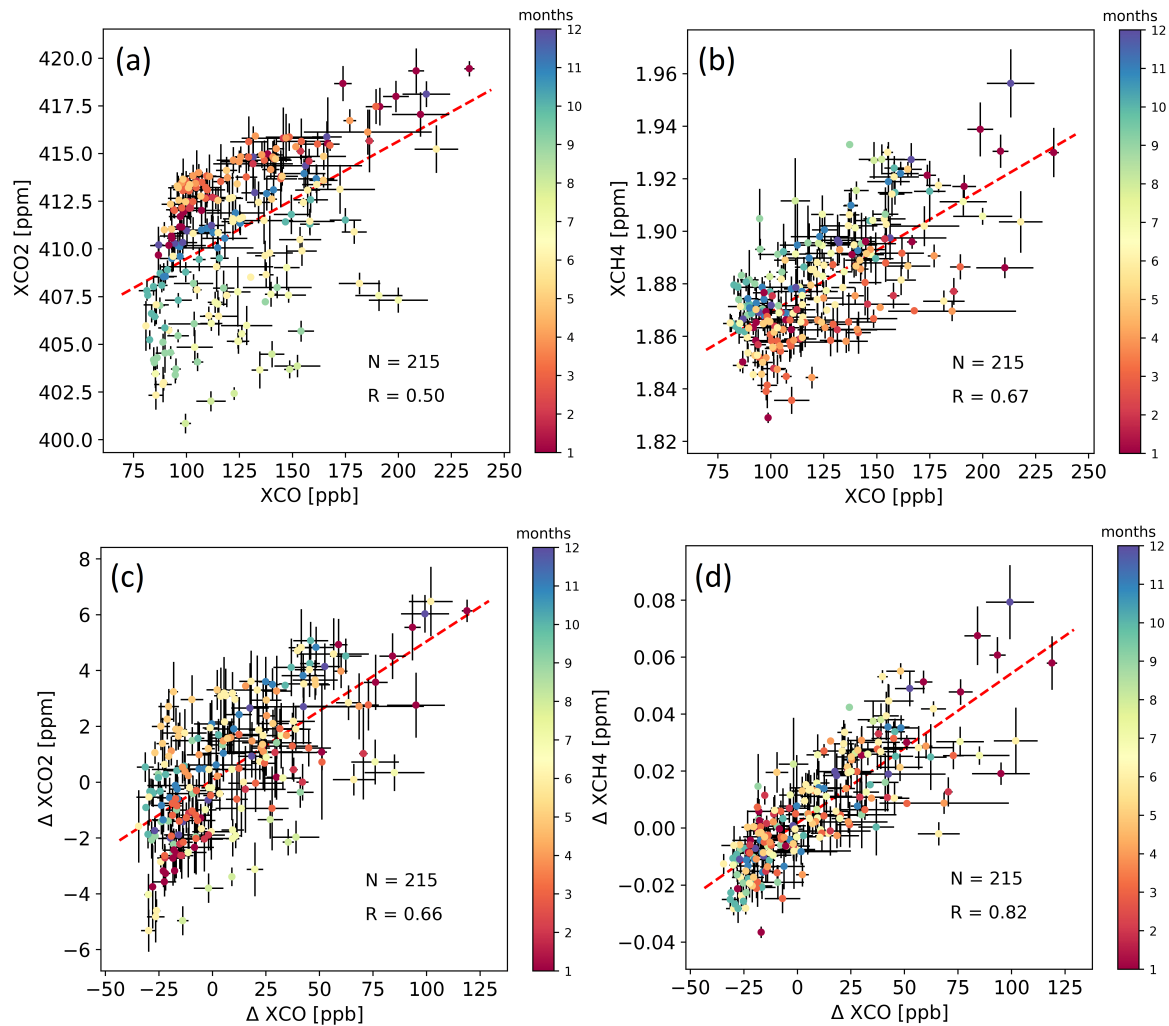 months
months
(a)
(b)
420.0
417.5
415.0
412.5
410.0
407.5
405.0
402.5
400.0
XCO2 [ppm]
N = 215
R = 0.50
75 100 125 150 175 200 225 250
XCO [ppb]
12
11
10
9
8
7
6
5
4
3
2
1
1.96
1.94
1.92
1.90
1.88
1.86
1.84
1.82
XCH4 [ppm]
N = 215
R = 0.67
75 100 125 150 175 200 225 250
XCO [ppb]
12
11
10
9
8
7
6
5
4
3
2
1
months
months
(c)
(d)
8
6
4
2
0
−2
−4
−6
Δ XCO2 [ppm]
N = 215
R = 0.66
−50 −25 0 25 50 75 100 125
Δ XCO [ppb]
12
11
10
9
8
7
6
5
4
3
2
1
0.08
0.06
0.04
0.02
0.00
−0.02
−0.04
Δ XCH4 [ppm]
N = 215
R = 0.82
−50 −25 0 25 50 75 100 125
Δ XCO [ppb]
12
11
10
9
8
7
6
5
4
3
2
1